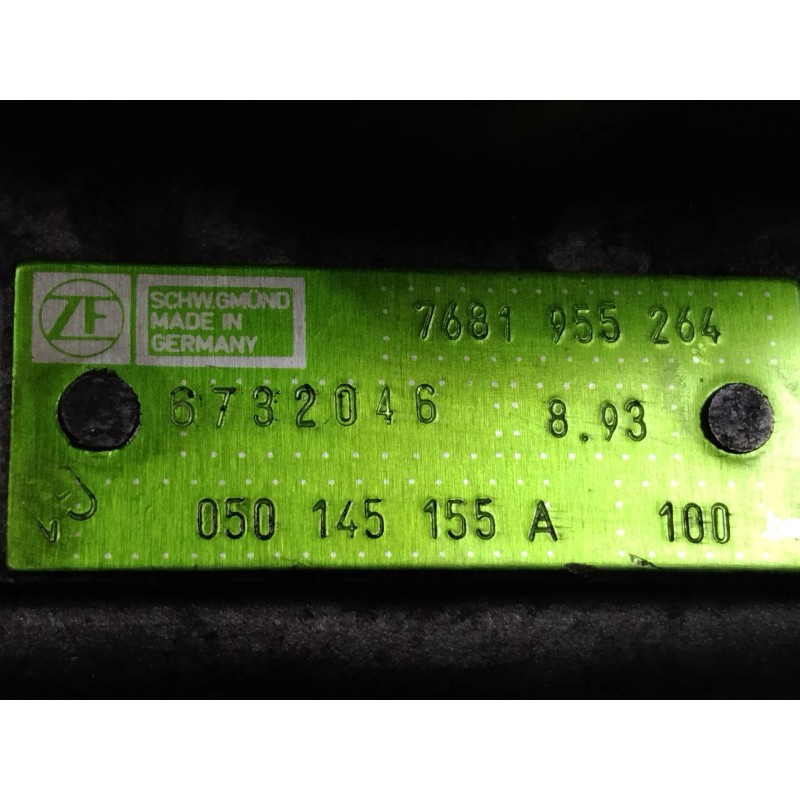 ZF SCHW.GMÜND
MADE IN
GERMANY
7681 955 264
6732046 8.93
050 145 155 A 100